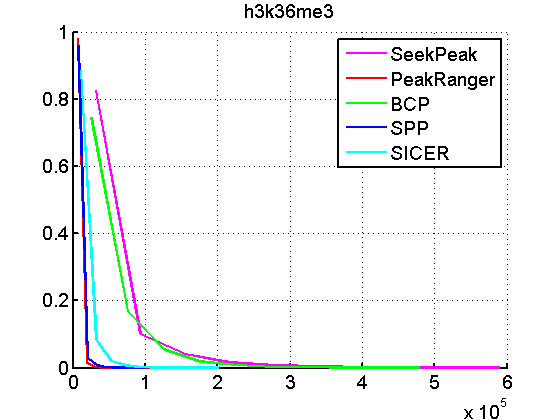 h3k36me3
1
0.8
0.6
0.4
0.2
0
SeekPeak
PeakRanger
BCP
SPP
SICER
0 1 2 3 4 5 6
x 10^5